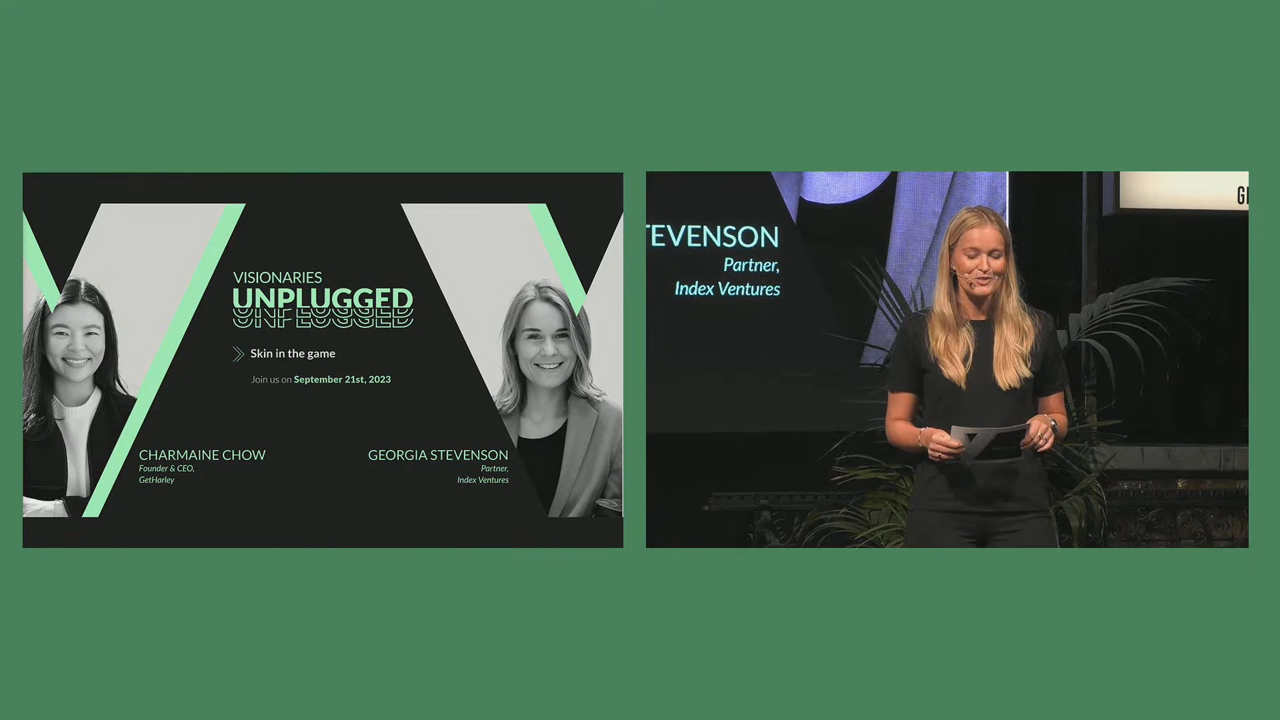 VISIONARIES
UNPLUGGED
Skin in the game
Join us on September 21st, 2023
CHARMAINE CHOW
Founder & CEO,
GetHarley
GEORGIA STEVENSON
Partner,
Index Ventures
TEVENSON
Partner,
Index Ventures